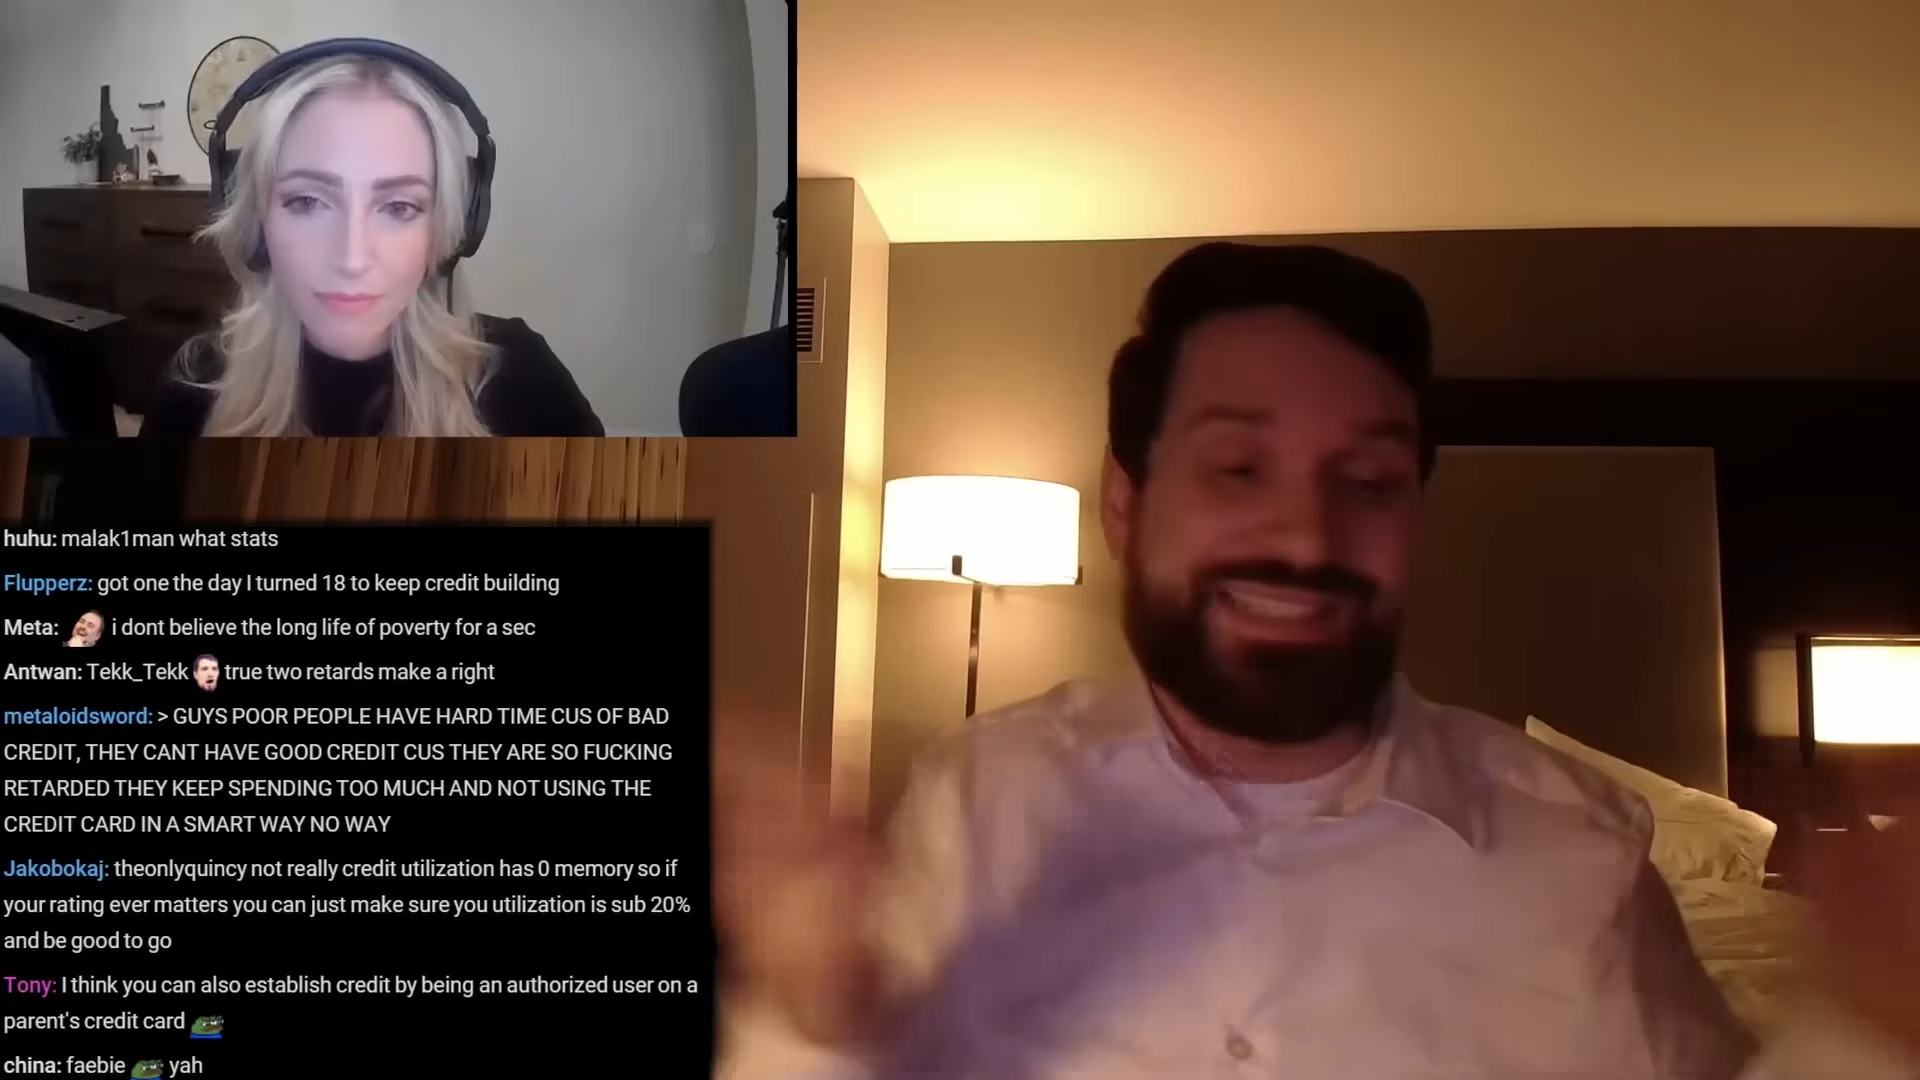 huhu: malak1man what stats
Flupperz: got one the day I turned 18 to keep credit building
Meta: i dont believe the long life of poverty for a sec
Antwan: Tekk_Tekk true two retards make a right
metaloidsword: > GUYS POOR PEOPLE HAVE HARD TIME CUS OF BAD
CREDIT, THEY CANT HAVE GOOD CREDIT CUS THEY ARE SO FUCKING
RETARDED THEY KEEP SPENDING TOO MUCH AND NOT USING THE
CREDIT CARD IN A SMART WAY NO WAY
Jakobokaj: theonlyquincy not really credit utilization has 0 memory so if
your rating ever matters you can just make sure you utilization is sub 20%
and be good to go
Tony: I think you can also establish credit by being an authorized user on a
parent's credit card
china: faebie yah